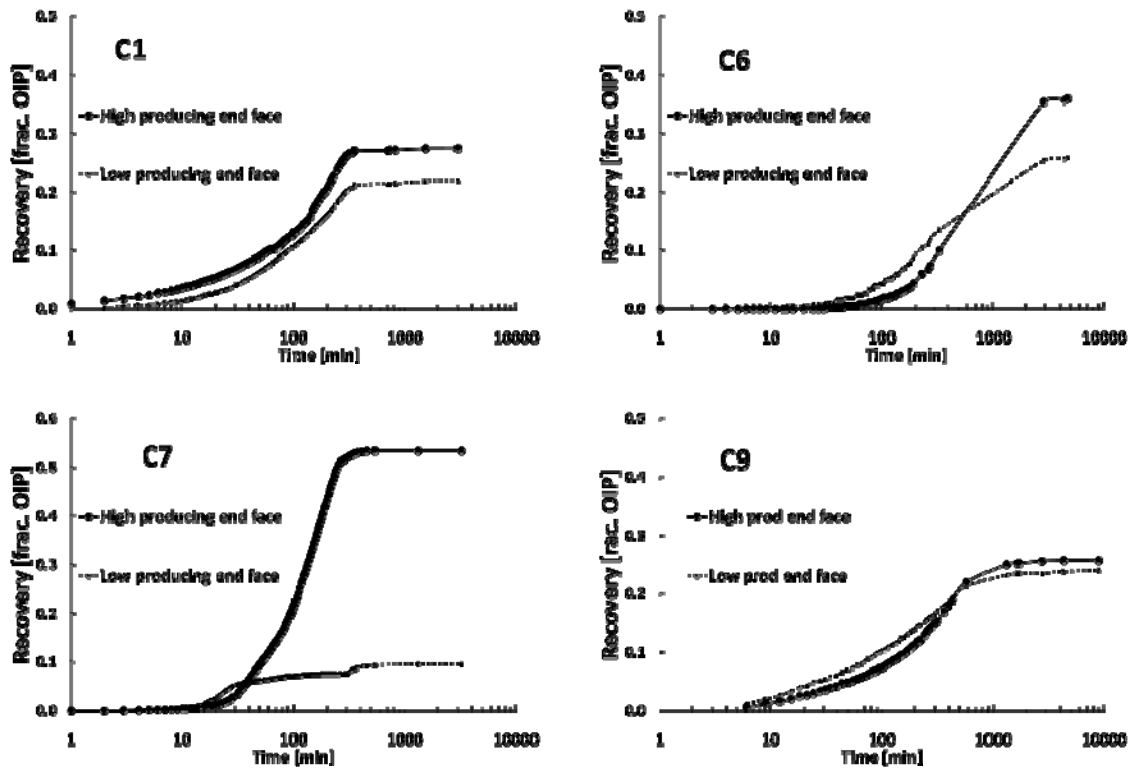 C1
Recovery [frac. OIP]
0.5
0.4
0.3
0.2
0.1
0.0
High producing end face
Low producing end face
1
10
100
1000
10000
Time [min]
C6
Recovery [frac. OIP]
0.5
0.4
0.3
0.2
0.1
0.0
High producing end face
Low producing end face
1
10
100
1000
10000
Time [min]
C7
Recovery [frac. OIP]
0.6
0.5
0.4
0.3
0.2
0.1
0.0
High producing end face
Low producing end face
1
10
100
1000
10000
Time [min]
C9
Recovery [rac. OIP]
0.5
0.4
0.3
0.2
0.1
0.0
High prod end face
Low prod end face
1
10
100
1000
10000
Time [min]